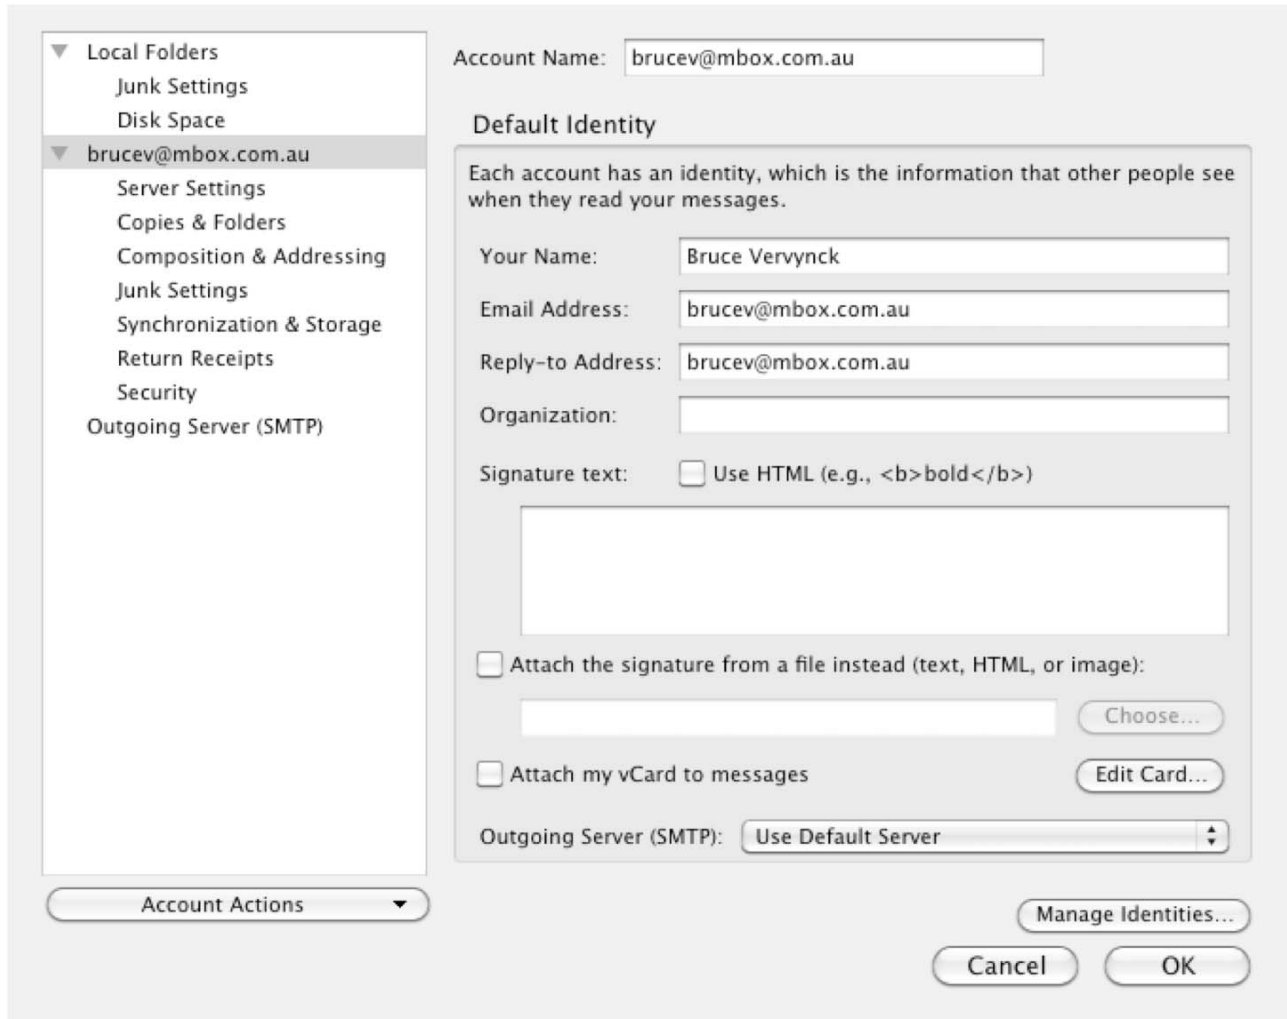 Local Folders
Junk Settings
Disk Space
brucev@mbox.com.au
Server Settings
Copies & Folders
Composition & Addressing
Junk Settings
Synchronization & Storage
Return Receipts
Security
Outgoing Server (SMTP)
Account Actions
Account Name: brucev@mbox.com.au
Default Identity
Each account has an identity, which is the information that other people see
when they read your messages.
Your Name: Bruce Vervynck
Email Address: brucev@mbox.com.au
Reply-to Address: brucev@mbox.com.au
Organization:
Signature text: Use HTML (e.g., <b>bold</b>)
Attach the signature from a file instead (text, HTML, or image):
Choose...
Attach my vCard to messages Edit Card...
Outgoing Server (SMTP): Use Default Server
Manage Identities...
Cancel OK